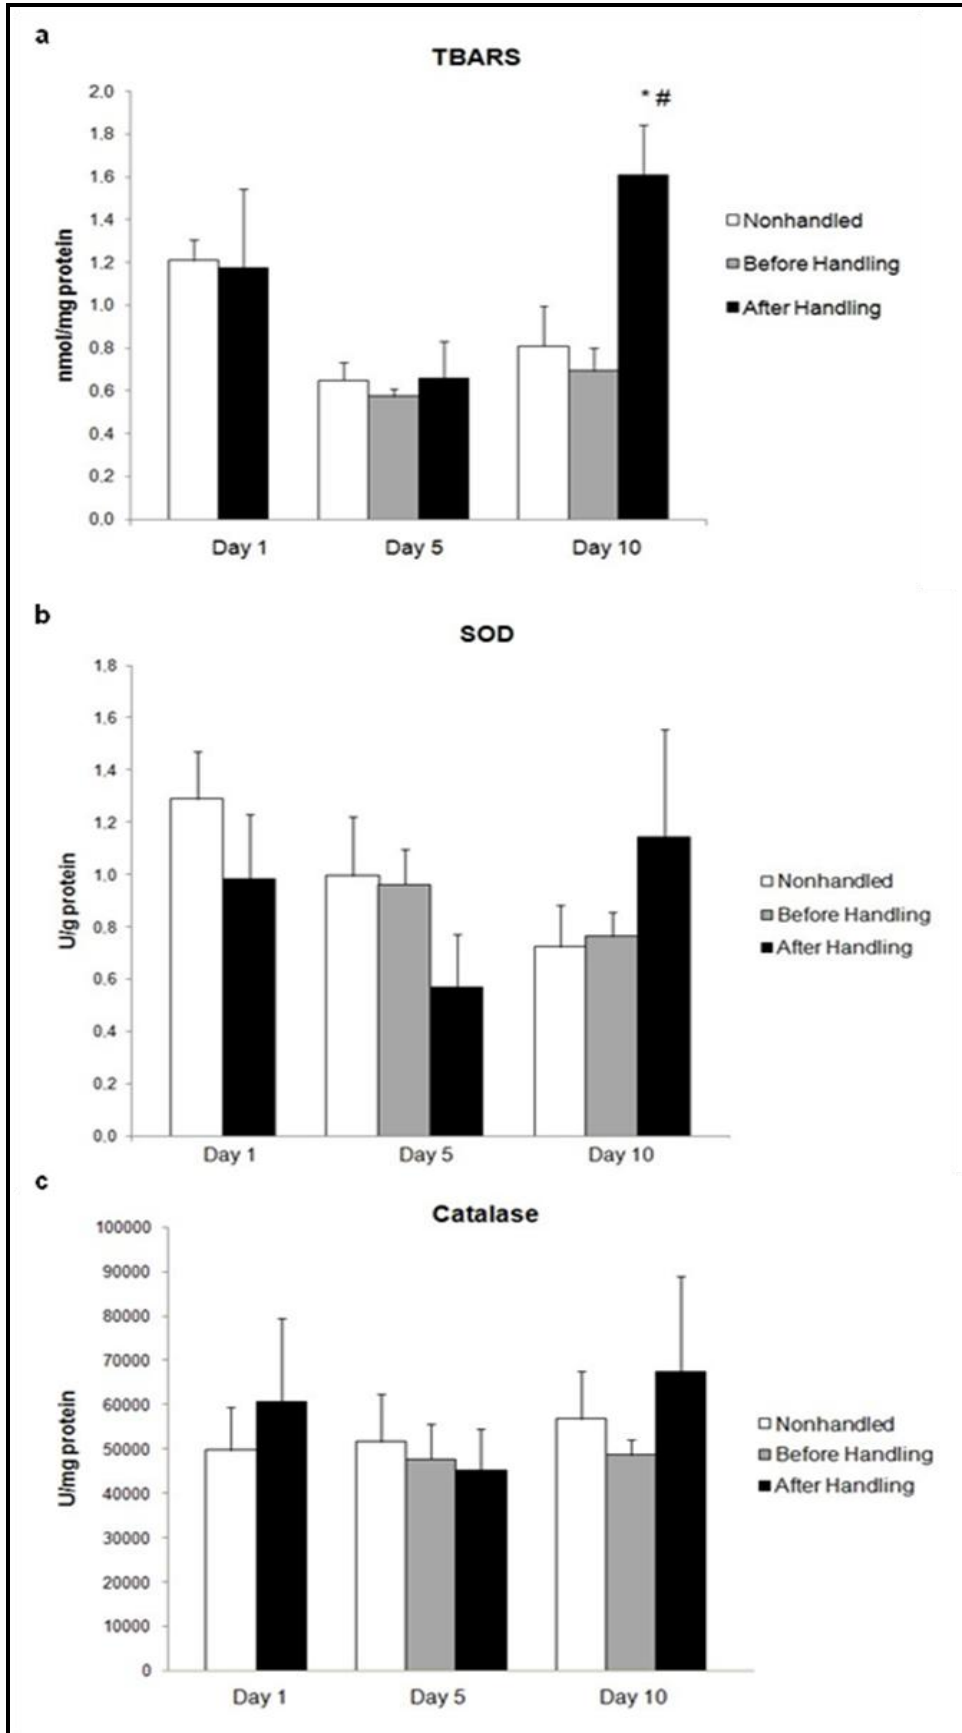 a
TBARS
* #
2.0
1.8
1.6
1.4
1.2
1.0
0.8
0.6
0.4
0.2
0.0
nmol/mg protein
Nonhandled
Before Handling
After Handling
Day 1 Day 5 Day 10
b
SOD
1.8
1.6
1.4
1.2
1.0
0.8
0.6
0.4
0.2
0.0
U/g protein
Nonhandled
Before Handling
After Handling
Day 1 Day 5 Day 10
c
Catalase
100000
90000
80000
70000
60000
50000
40000
30000
20000
10000
0
U/mg protein
Nonhandled
Before Handling
After Handling
Day 1 Day 5 Day 10